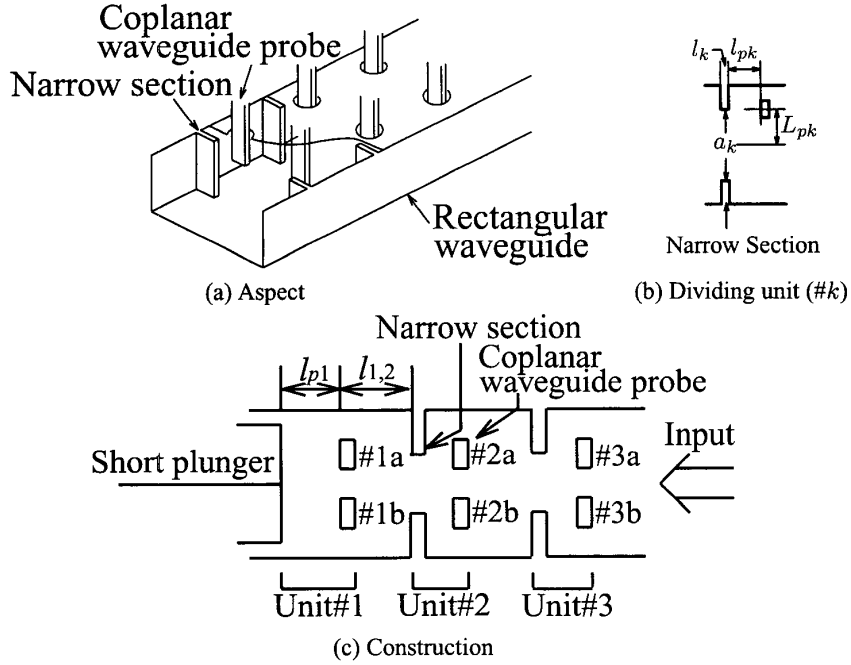 Coplanar
waveguide probe
Narrow section
Rectangular
waveguide
(a) Aspect
l_k l_pk
L_pk
a_k
Narrow Section
(b) Dividing unit (#k)
Narrow section
Coplanar
waveguide probe
l_p1 l_1,2
Input
Short plunger
#1a #2a #3a
#1b #2b #3b
Unit#1 Unit#2 Unit#3
(c) Construction